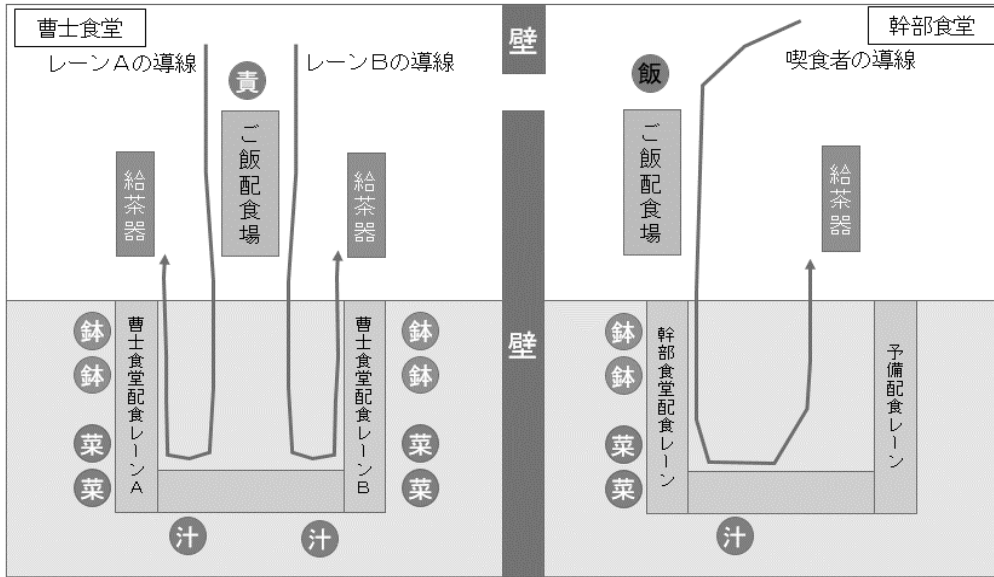 曹士食堂
レーンAの導線
レーンBの導線
責
ご飯配食場
給茶器
給茶器
鉢
鉢
菜
菜
曹士食堂配食レーンA
曹士食堂配食レーンB
鉢
鉢
菜
菜
汁
汁
壁
壁
幹部食堂
喫食者の導線
飯
ご飯配食場
給茶器
鉢
鉢
菜
菜
幹部食堂配食レーン
予備配食レーン
汁